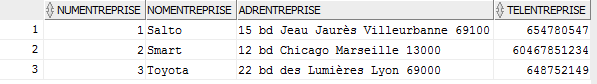 NUMENTREPRISE NOMENTREPRISE ADRENTREPRISE TELENTREPRISE
1 1 Salto 15 bd Jeau Jaurès Villeurbanne 69100 654780547
2 2 Smart 12 bd Chicago Marseille 13000 60467851234
3 3 Toyota 22 bd des Lumières Lyon 69000 648752149